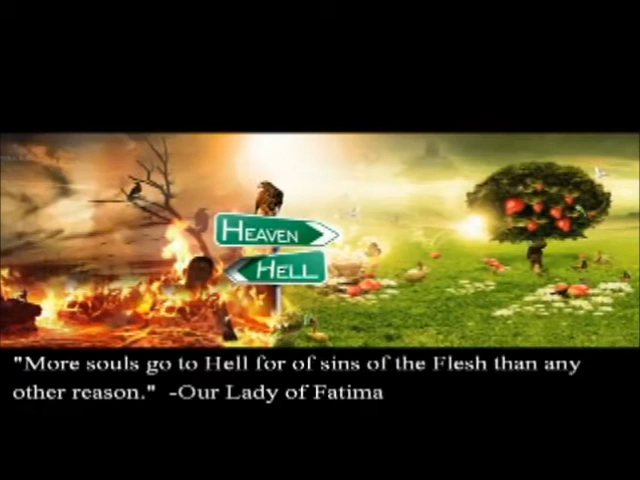 HEAVEN
HELL
"More souls go to Hell for of sins of the Flesh than any
other reason."  -Our Lady of Fatima